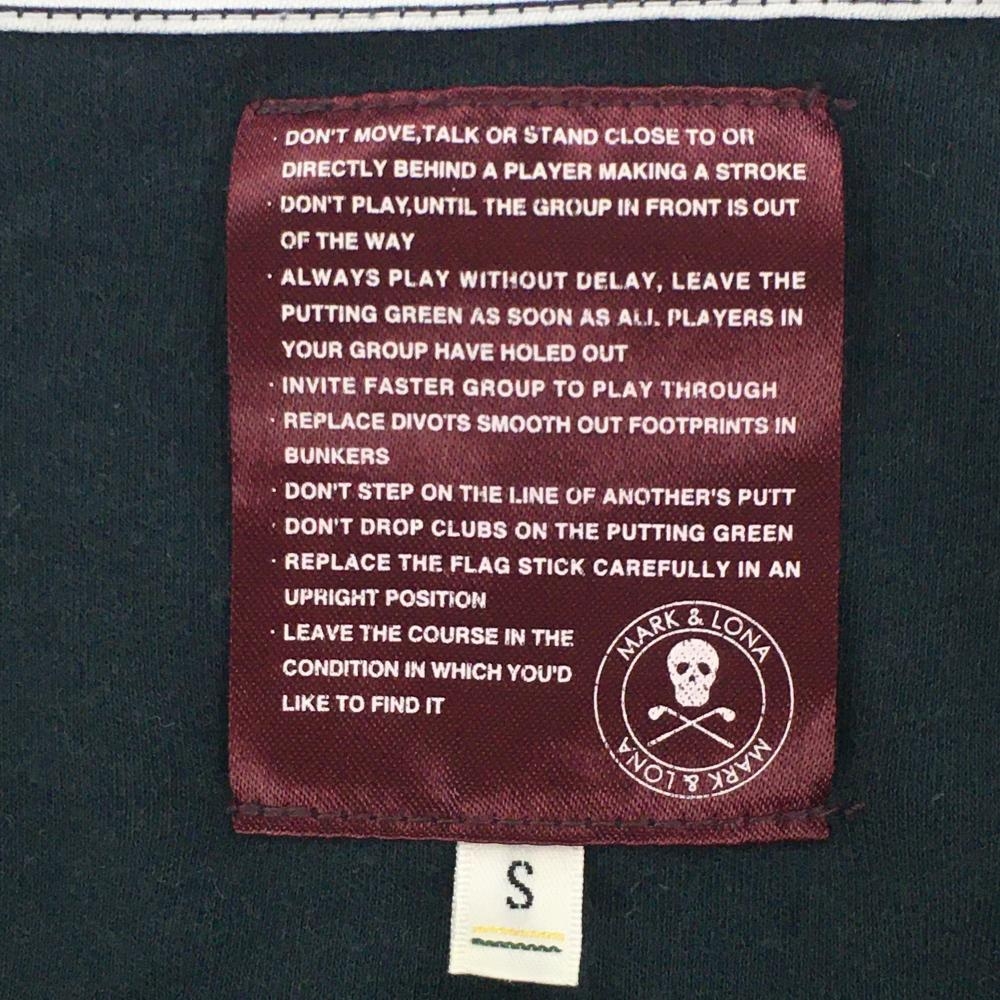 · DON'T MOVE,TALK OR STAND CLOSE TO OR
DIRECTLY BEHIND A PLAYER MAKING A STROKE
· DON'T PLAY,UNTIL THE GROUP IN FRONT IS OUT
OF THE WAY
· ALWAYS PLAY WITHOUT DELAY, LEAVE THE
PUTTING GREEN AS SOON AS ALL PLAYERS IN
YOUR GROUP HAVE HOLED OUT
· INVITE FASTER GROUP TO PLAY THROUGH
· REPLACE DIVOTS SMOOTH OUT FOOTPRINTS IN
BUNKERS
· DON'T STEP ON THE LINE OF ANOTHER'S PUTT
· DON'T DROP CLUBS ON THE PUTTING GREEN
· REPLACE THE FLAG STICK CAREFULLY IN AN
UPRIGHT POSITION
· LEAVE THE COURSE IN THE
CONDITION IN WHICH YOU'D
LIKE TO FIND IT
MARK & LONA
MARK & LONA
S